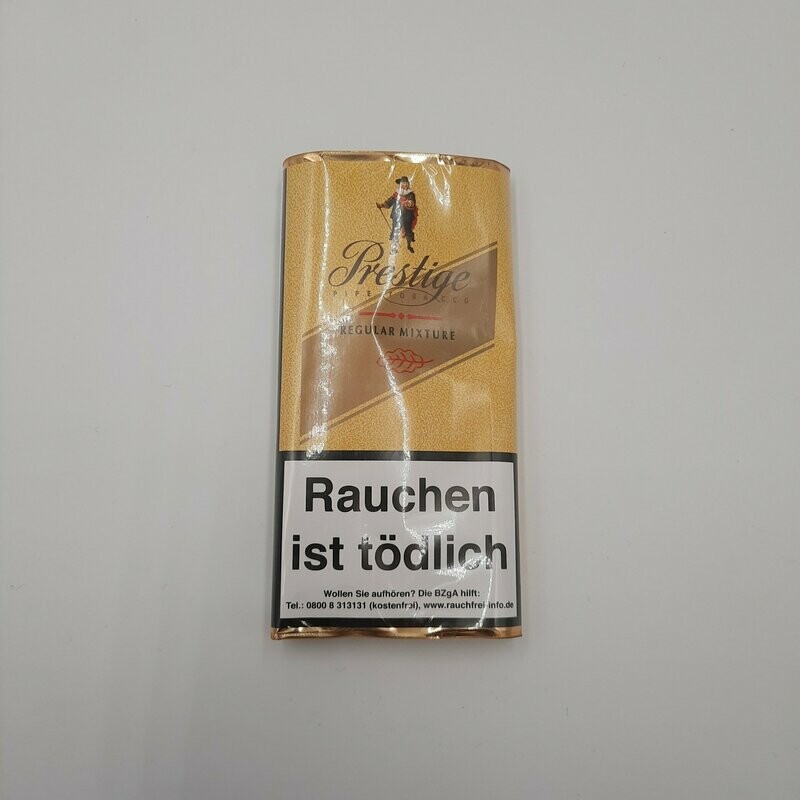 Prestige
PIPE TOBACCO
REGULAR MIXTURE
Rauchen
ist tödlich
Wollen Sie aufhören? Die BZgA hilft:
Tel.: 0800 8 313131 (kostenfrei), www.rauchfrei-info.de